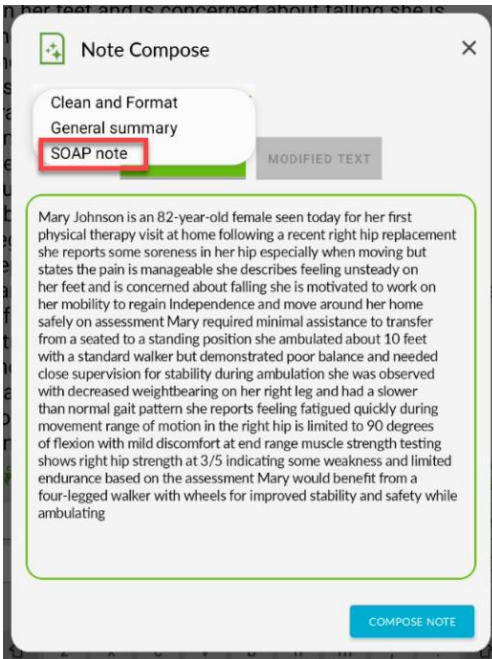 n her feet and is concerned about falling she is
Note Compose
Clean and Format
General summary
SOAP note
MODIFIED TEXT
Mary Johnson is an 82-year-old female seen today for her first
physical therapy visit at home following a recent right hip replacement
she reports some soreness in her hip especially when moving but
states the pain is manageable she describes feeling unsteady on
her feet and is concerned about falling she is motivated to work on
her mobility to regain Independence and move around her home
safely on assessment Mary required minimal assistance to transfer
from a seated to a standing position she ambulated about 10 feet
with a standard walker but demonstrated poor balance and needed
close supervision for stability during ambulation she was observed
with decreased weightbearing on her right leg and had a slower
than normal gait pattern she reports feeling fatigued quickly during
movement range of motion in the right hip is limited to 90 degrees
of flexion with mild discomfort at end range muscle strength testing
shows right hip strength at 3/5 indicating some weakness and limited
endurance based on the assessment Mary would benefit from a
four-legged walker with wheels for improved stability and safety while
ambulating
COMPOSE NOTE